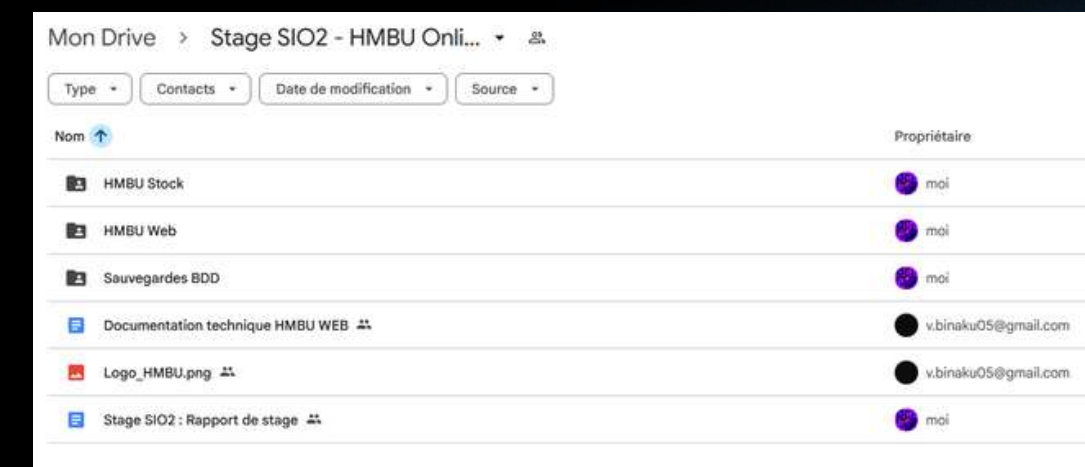 Mon Drive > Stage SIO2 - HMBU Onli...
Type Contacts Date de modification Source
Nom Propriétaire
HMBU Stock moi
HMBU Web moi
Sauvegardes BDD moi
Documentation technique HMBU WEB v.binaku05@gmail.com
Logo_HMBU.png v.binaku05@gmail.com
Stage SIO2 : Rapport de stage moi